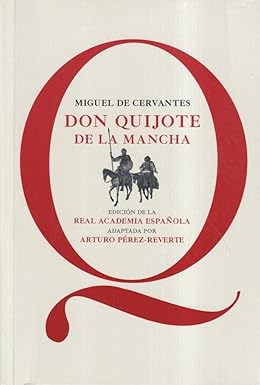 MIGUEL DE CERVANTES
DON QUIJOTE
DE LA MANCHA
EDICIÓN DE LA
REAL ACADEMIA ESPAÑOLA
ADAPTADA POR
ARTURO PÉREZ-REVERTE
Q